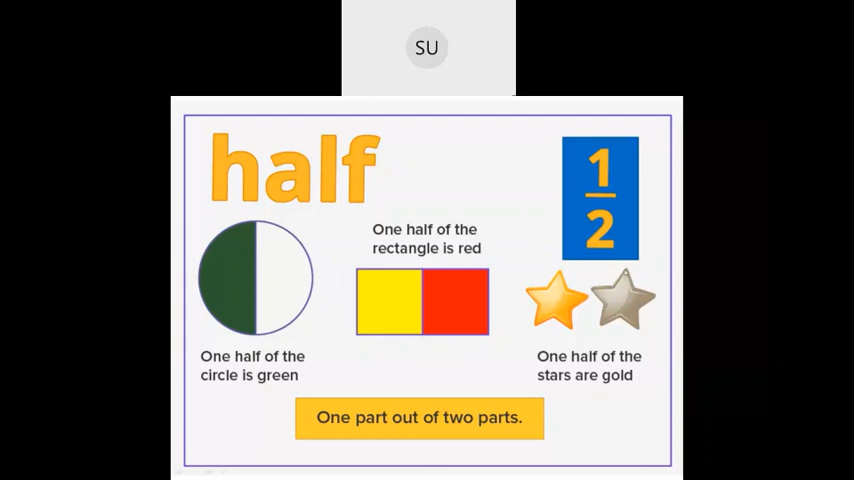 SU
half
1
2
One half of the
rectangle is red
One half of the
circle is green
One half of the
stars are gold
One part out of two parts.